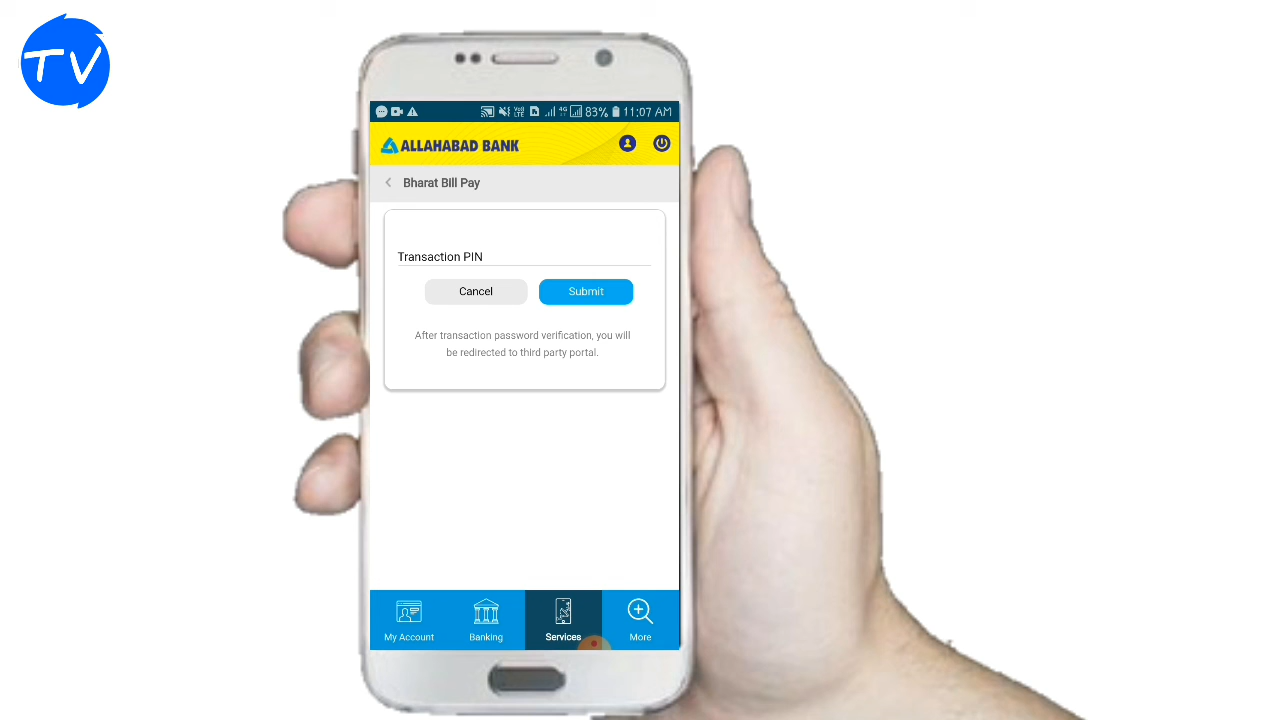 TV
83% 11:07 AM
ALLAHABAD BANK
Bharat Bill Pay
Transaction PIN
Cancel
Submit
After transaction password verification, you will
be redirected to third party portal.
My Account
Banking
Services
More